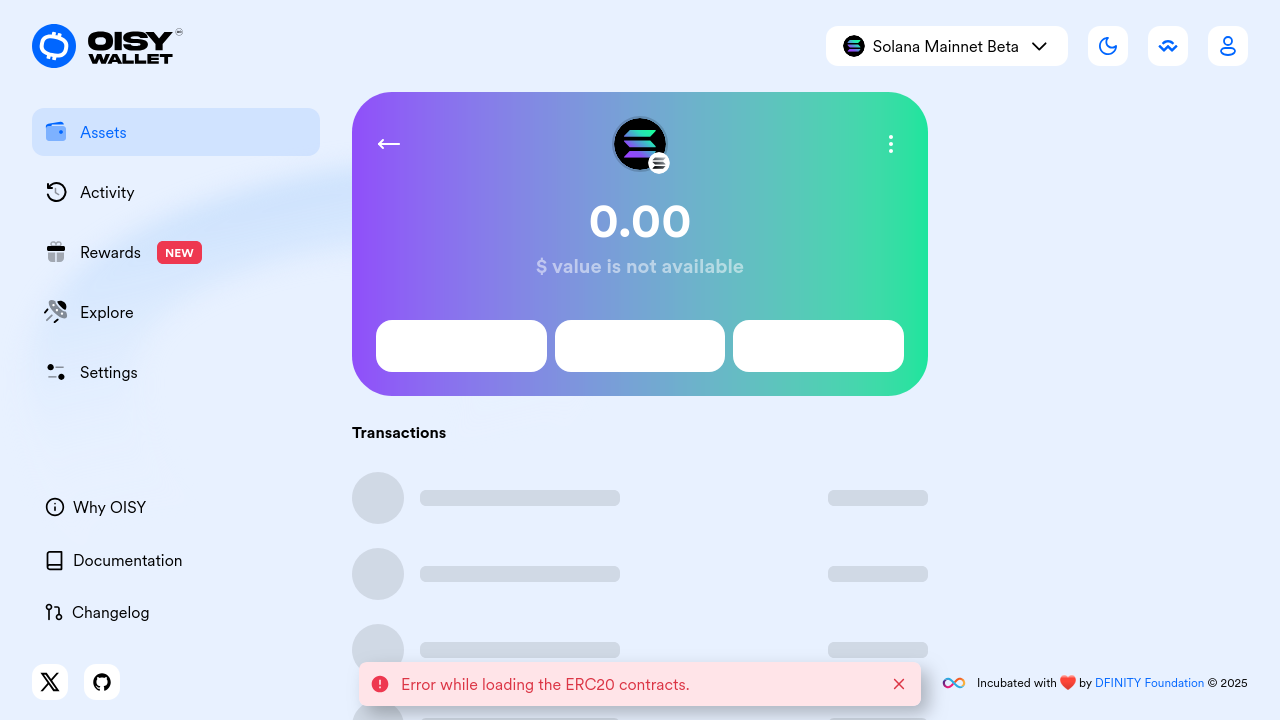 OISY
WALLET
Solana Mainnet Beta
Assets
Activity
Rewards NEW
Explore
Settings
Why OISY
Documentation
Changelog
0.00
$ value is not available
Transactions
Error while loading the ERC20 contracts.
Incubated with ❤️ by DFINITY Foundation © 2025